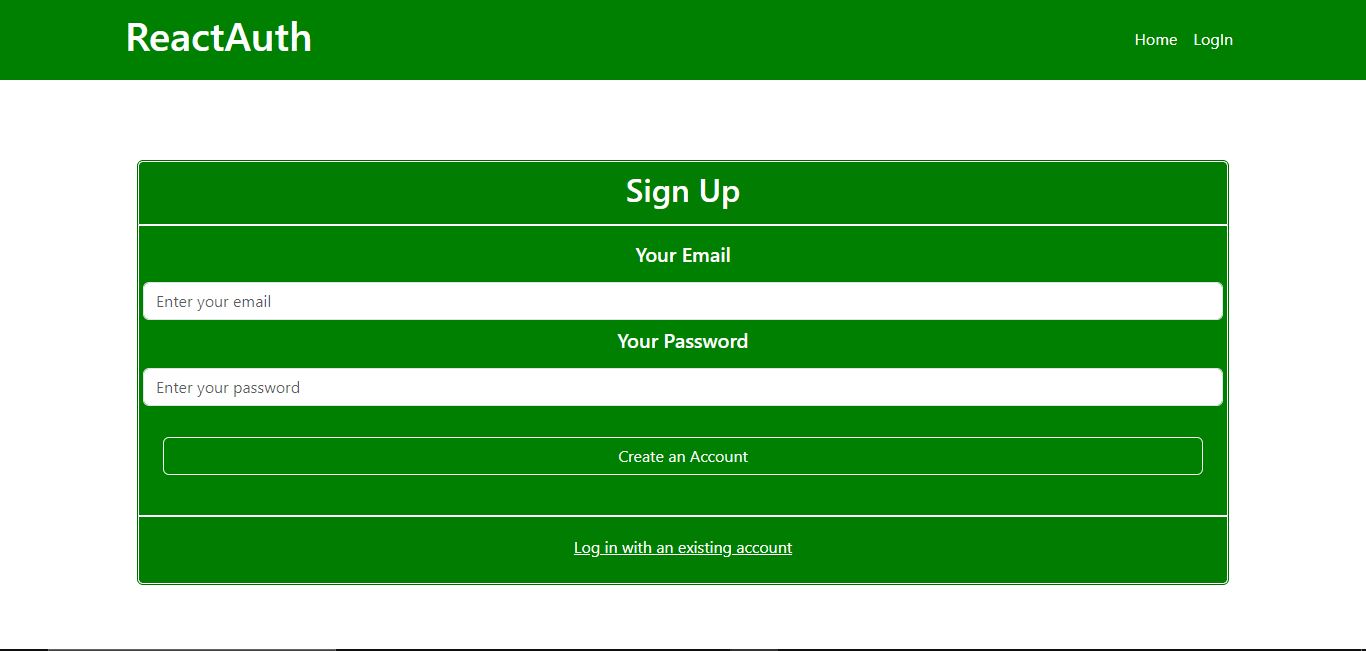 ReactAuth
Home LogIn
Sign Up
Your Email
Enter your email
Your Password
Enter your password
Create an Account
Log in with an existing account